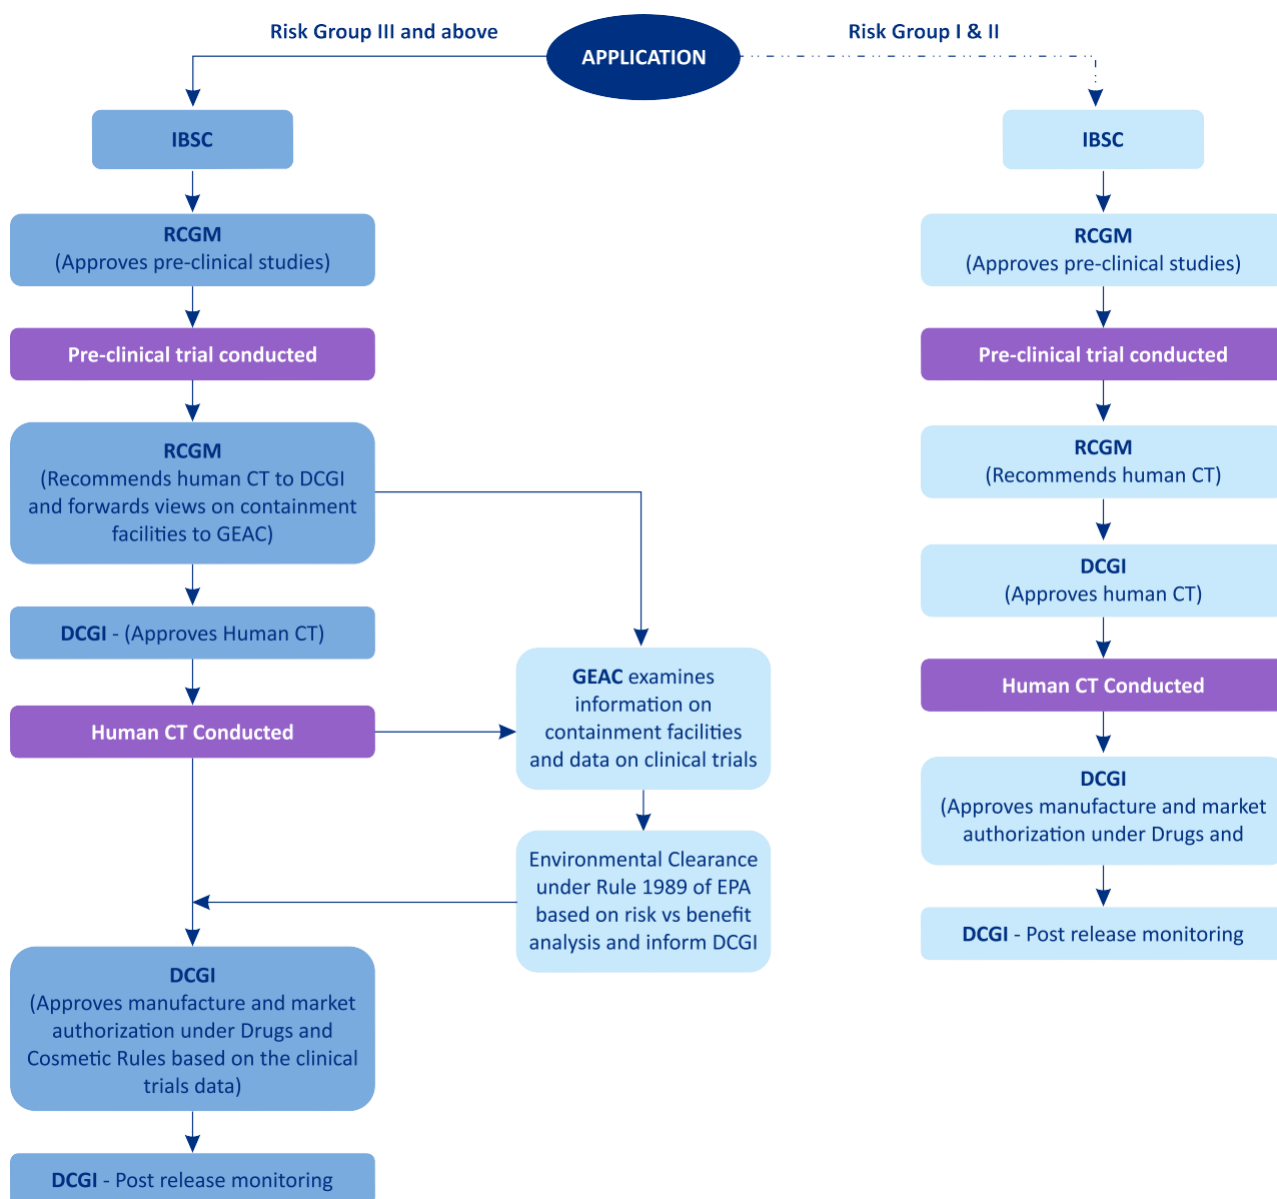 Risk Group III and above
APPLICATION
Risk Group I & II
IBSC
RCGM
(Approves pre-clinical studies)
Pre-clinical trial conducted
RCGM
(Recommends human CT to DCGI
and forwards views on containment
facilities to GEAC)
DCGI - (Approves Human CT)
Human CT Conducted
GEAC examines
information on
containment facilities
and data on clinical trials
Environmental Clearance
under Rule 1989 of EPA
based on risk vs benefit
analysis and inform DCGI
DCGI
(Approves manufacture and market
authorization under Drugs and
Cosmetic Rules based on the clinical
trials data)
DCGI - Post release monitoring
IBSC
RCGM
(Approves pre-clinical studies)
Pre-clinical trial conducted
RCGM
(Recommends human CT)
DCGI
(Approves human CT)
Human CT Conducted
DCGI
(Approves manufacture and market
authorization under Drugs and
DCGI - Post release monitoring